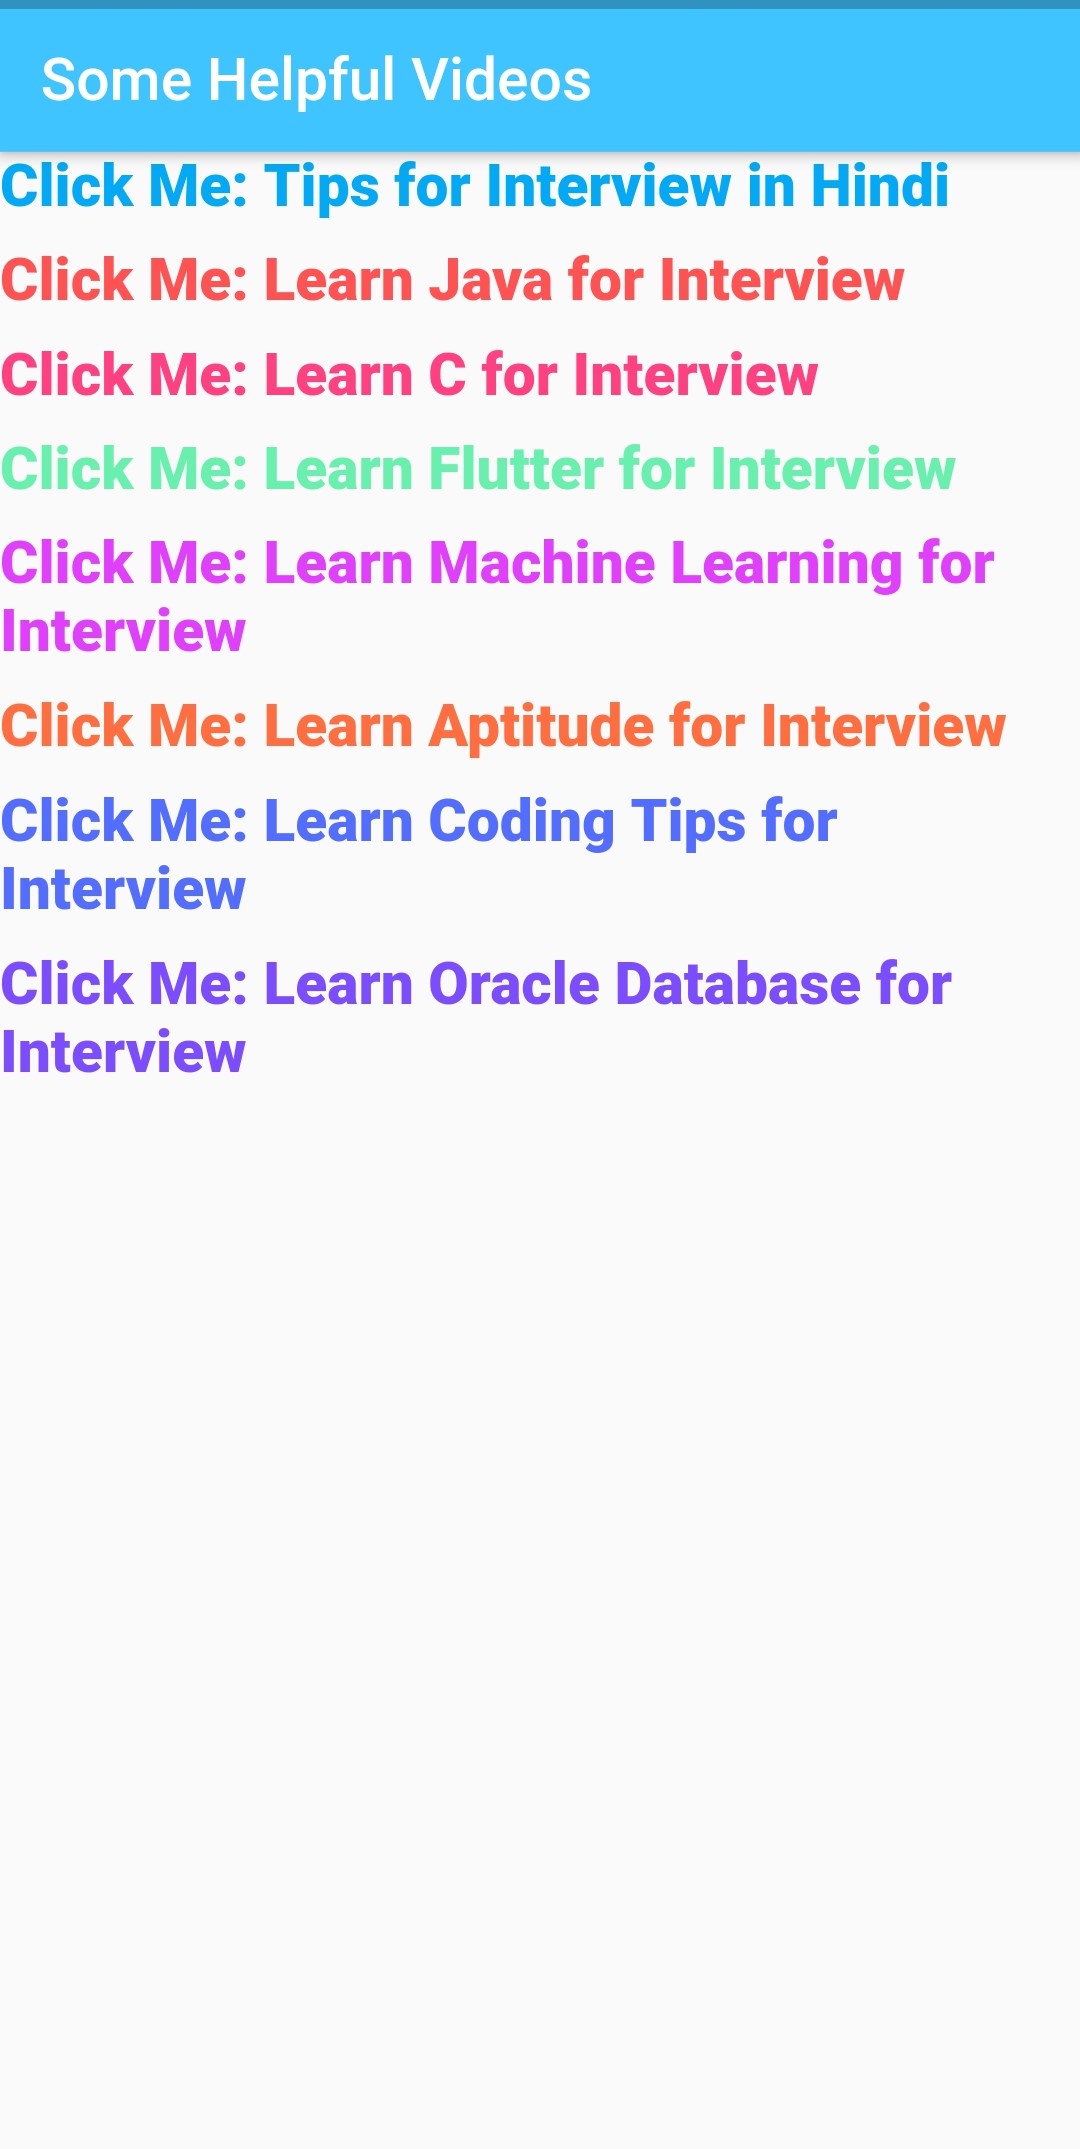 Some Helpful Videos
Click Me: Tips for Interview in Hindi
Click Me: Learn Java for Interview
Click Me: Learn C for Interview
Click Me: Learn Flutter for Interview
Click Me: Learn Machine Learning for
Interview
Click Me: Learn Aptitude for Interview
Click Me: Learn Coding Tips for
Interview
Click Me: Learn Oracle Database for
Interview